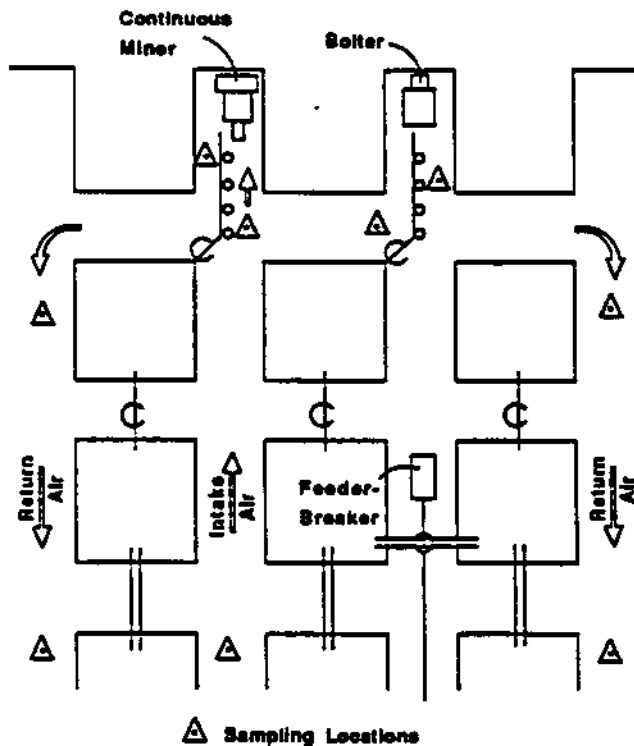 Continuous
Miner
Bolter
Return
Air
Intake
Air
Feeder-
Breaker
Return
Air
Sampling Locations